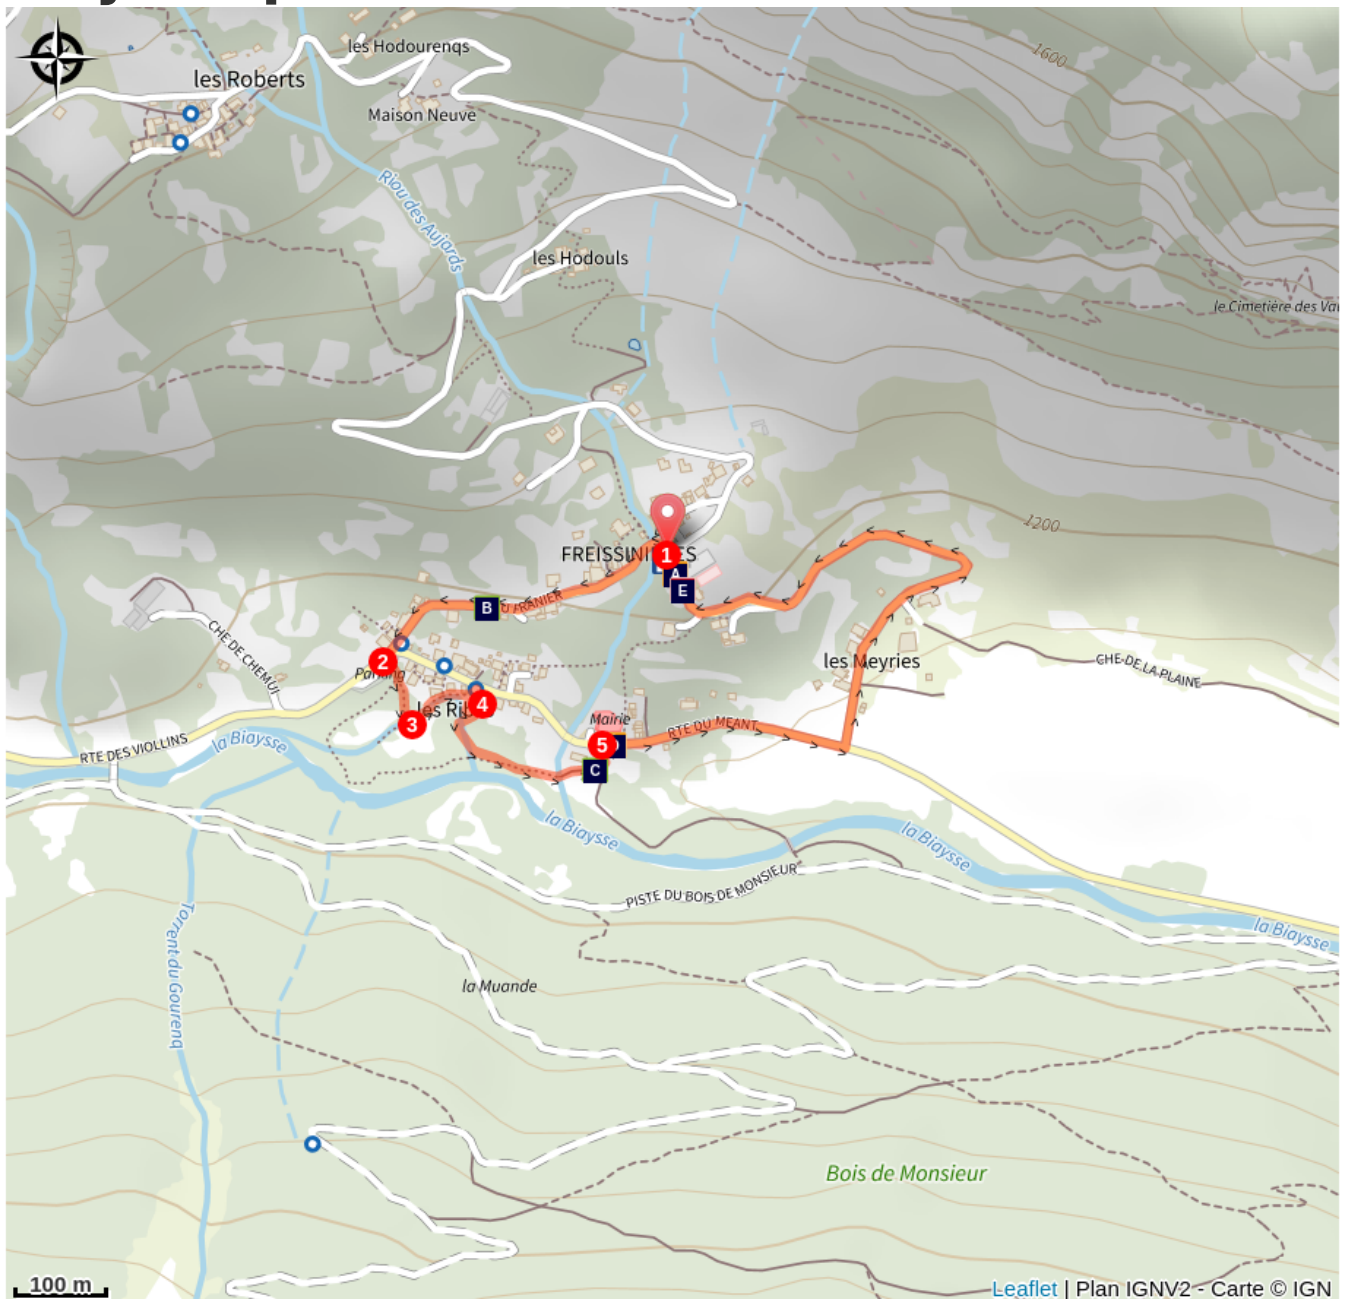 les Hodourenqs
1600
les Roberts
Maison Neuve
Riou des Aujards
les Hodouls
le Cimetière des Va
1200
FREISSINI ES
1
A
E
B
RANIER
CHE DE CHEMUI
2
les Meyries
CHE DE LA PLAINE
3
les Ri
4
Mairie
RTE DU MEANT
5
C
RTE DES VIOLLINS
la Biaysse
la Biaysse
la Biaysse
la Biaysse
PISTE DU BOIS DE MONSIEUR
Torrent du Gourenq
la Muande
Bois de Monsieur
100 m
Leaflet | Plan IGNV2 - Carte © IGN